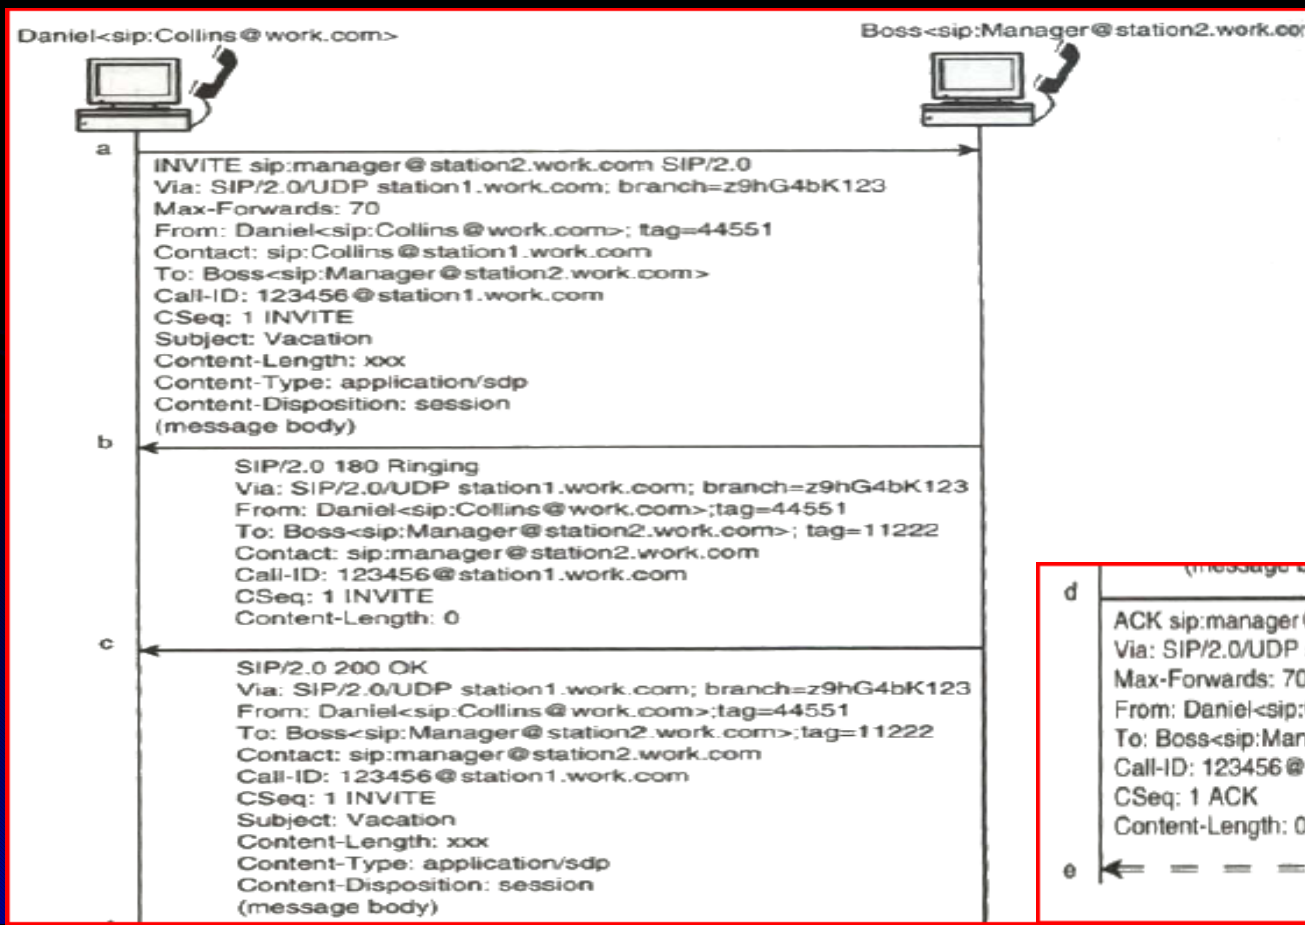 Daniel<sip:Collins@work.com>
Boss<sip:Manager@station2.work.com
a
INVITE sip:manager@station2.work.com SIP/2.0
Via: SIP/2.0/UDP station1.work.com; branch=z9hG4bK123
Max-Forwards: 70
From: Daniel<sip:Collins@work.com>; tag=44551
Contact: sip:Collins@station1.work.com
To: Boss<sip:Manager@station2.work.com>
Call-ID: 123456@station1.work.com
CSeq: 1 INVITE
Subject: Vacation
Content-Length: xxx
Content-Type: application/sdp
Content-Disposition: session
(message body)
b
SIP/2.0 180 Ringing
Via: SIP/2.0/UDP station1.work.com; branch=z9hG4bK123
From: Daniel<sip:Collins@work.com>;tag=44551
To: Boss<sip:Manager@station2.work.com>; tag=11222
Contact: sip:manager@station2.work.com
Call-ID: 123456@station1.work.com
CSeq: 1 INVITE
Content-Length: 0
c
SIP/2.0 200 OK
Via: SIP/2.0/UDP station1.work.com; branch=z9hG4bK123
From: Daniel<sip:Collins@work.com>;tag=44551
To: Boss<sip:Manager@station2.work.com>;tag=11222
Contact: sip:manager@station2.work.com
Call-ID: 123456@station1.work.com
CSeq: 1 INVITE
Subject: Vacation
Content-Length: xxx
Content-Type: application/sdp
Content-Disposition: session
(message body)
(message
d
ACK sip:manager
Via: SIP/2.0/UDP
Max-Forwards: 70
From: Daniel<sip:
To: Boss<sip:Man
Call-ID: 123456@
CSeq: 1 ACK
Content-Length: 0
e